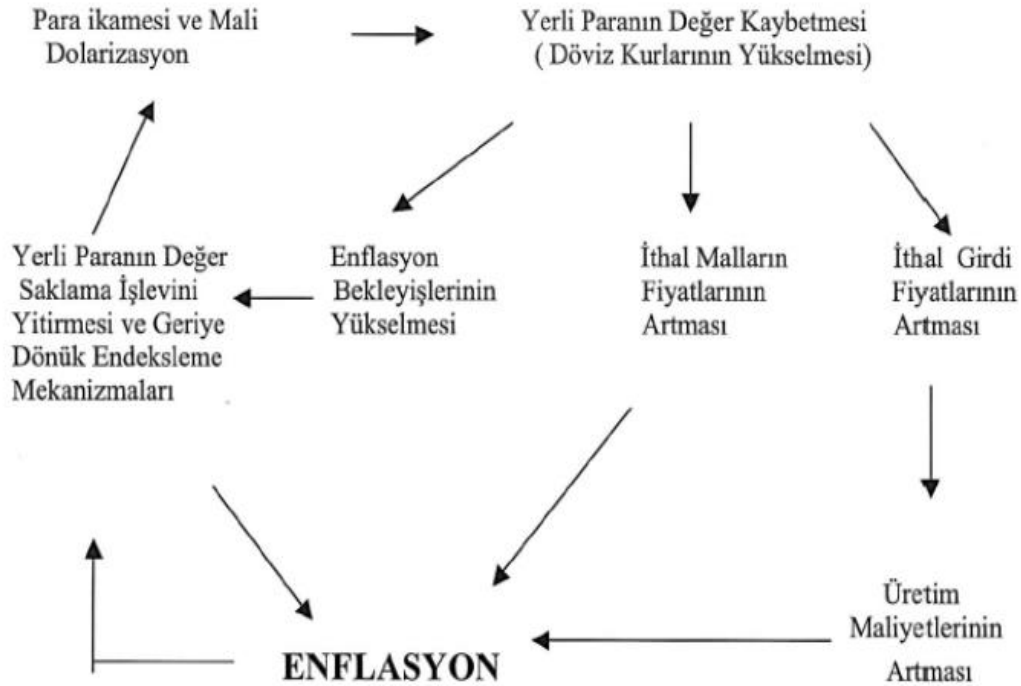 Para ikamesi ve Mali
Dolarizasyon
Yerli Paranın Değer Kaybetmesi
( Döviz Kurlarının Yükselmesi)
Yerli Paranın Değer
Saklama İşlevini
Yitirmesi ve Geriye
Dönük Endeksleme
Mekanizmaları
Enflasyon
Bekleyişlerinin
Yükselmesi
İthal Malların
Fiyatlarının
Artması
İthal Girdi
Fiyatlarının
Artması
Üretim
Maliyetlerinin
Artması
ENFLASYON